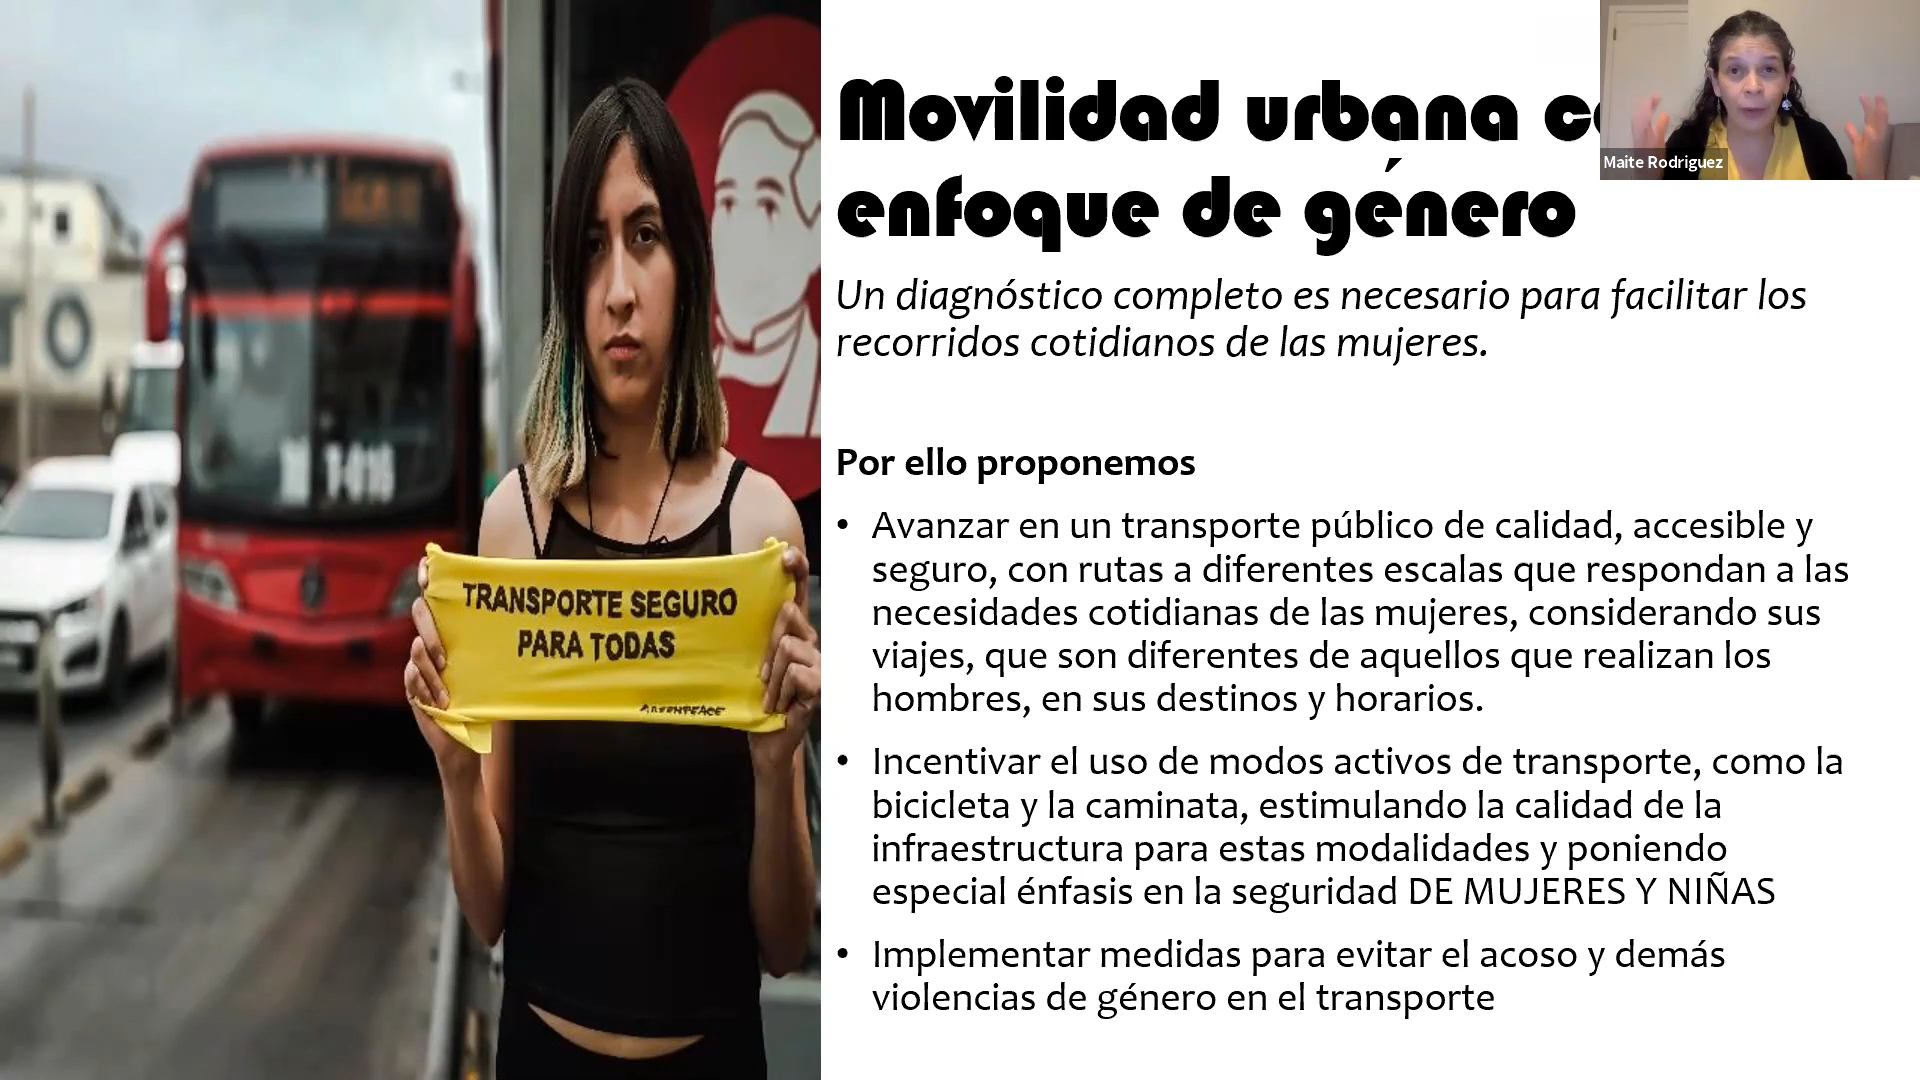 Movilidad urbana
enfoque de género
Maite Rodriguez
Un diagnóstico completo es necesario para facilitar los
recorridos cotidianos de las mujeres.
Por ello proponemos
• Avanzar en un transporte público de calidad, accesible y
seguro, con rutas a diferentes escalas que respondan a las
necesidades cotidianas de las mujeres, considerando sus
viajes, que son diferentes de aquellos que realizan los
hombres, en sus destinos y horarios.
• Incentivar el uso de modos activos de transporte, como la
bicicleta y la caminata, estimulando la calidad de la
infraestructura para estas modalidades y poniendo
especial énfasis en la seguridad DE MUJERES Y NIÑAS
• Implementar medidas para evitar el acoso y demás
violencias de género en el transporte
TRANSPORTE SEGURO
PARA TODAS
GREENPEACE